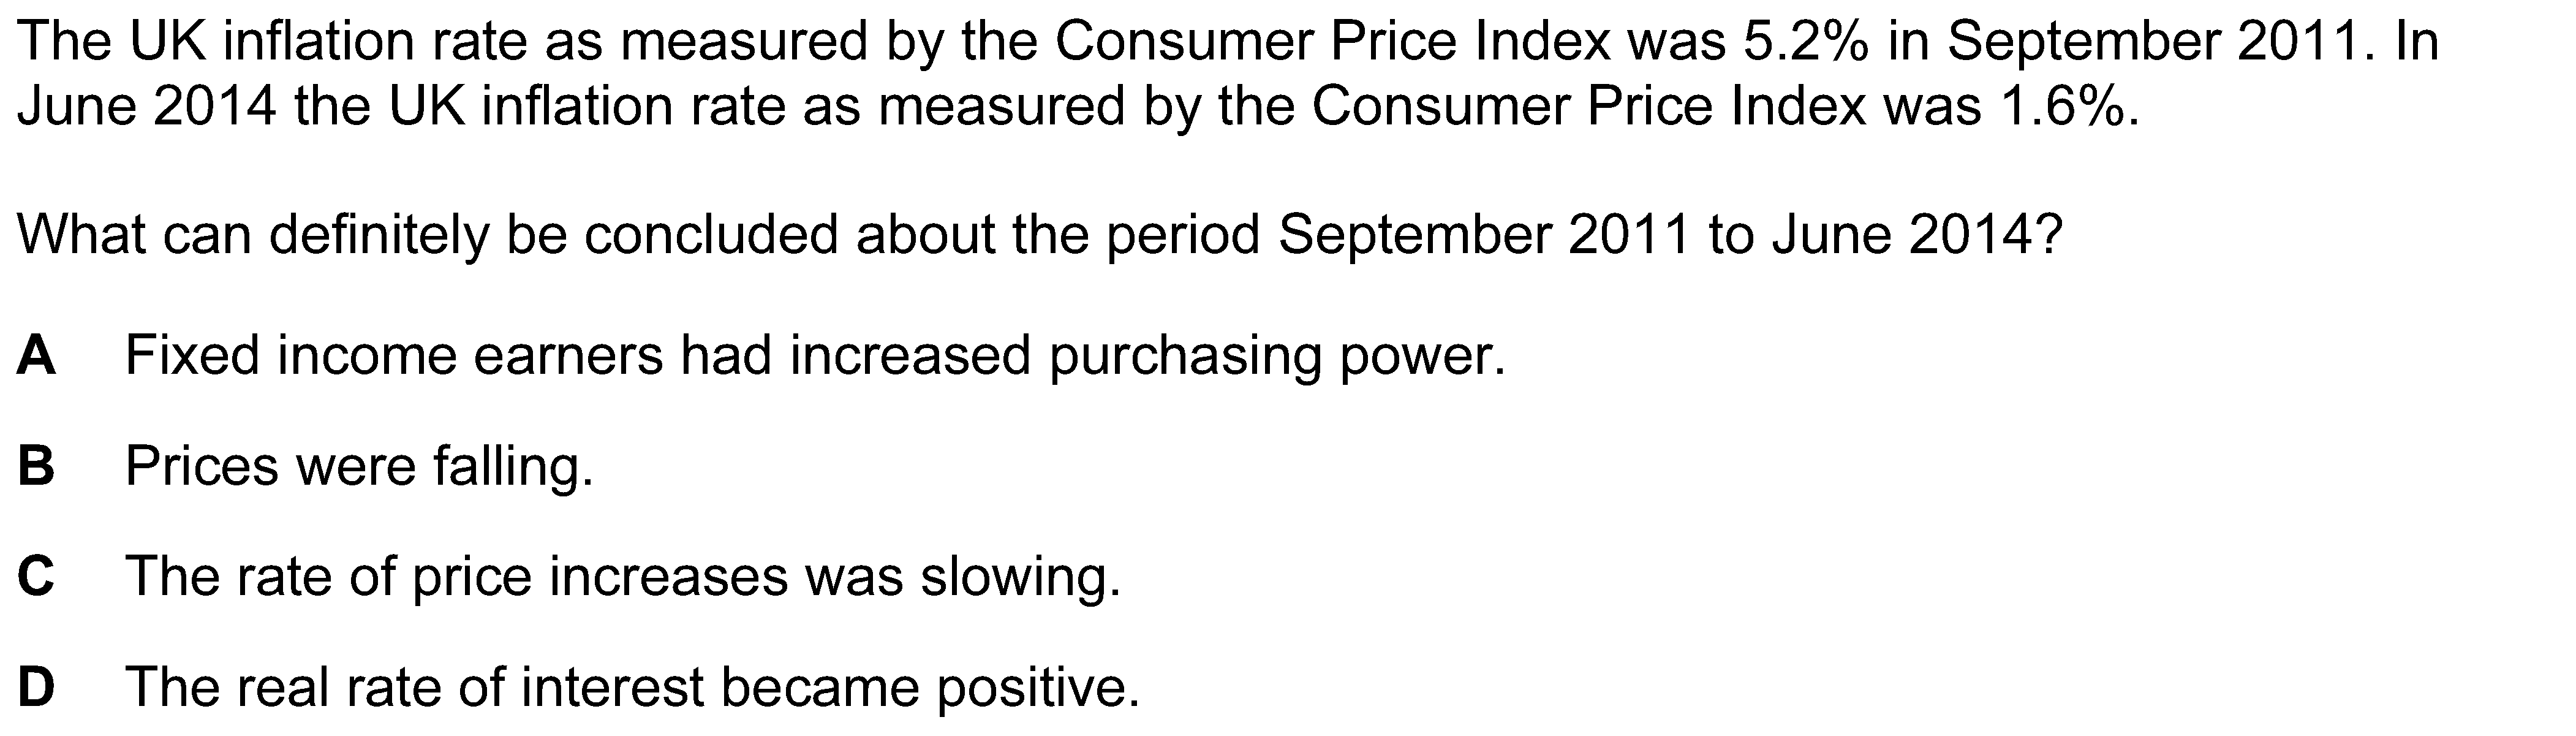 The UK inflation rate as measured by the Consumer Price Index was 5.2% in September 2011. In
June 2014 the UK inflation rate as measured by the Consumer Price Index was 1.6%.
What can definitely be concluded about the period September 2011 to June 2014?
A Fixed income earners had increased purchasing power.
B Prices were falling.
C The rate of price increases was slowing.
D The real rate of interest became positive.